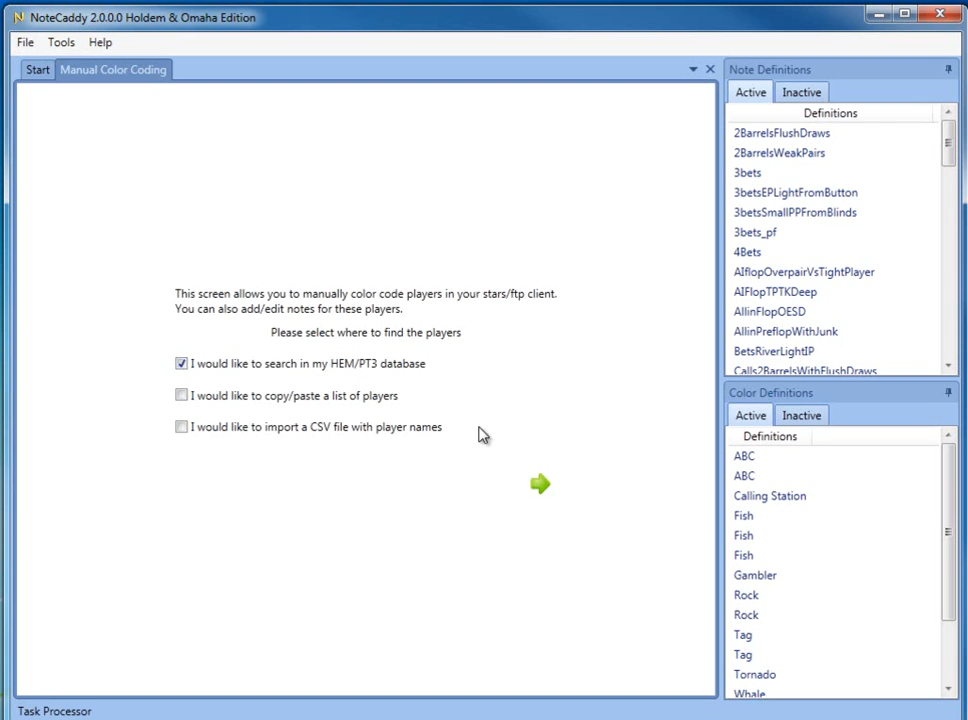 NoteCaddy 2.0.0.0 Holdem & Omaha Edition
File Tools Help
Start Manual Color Coding
This screen allows you to manually color code players in your stars/ftp client.
You can also add/edit notes for these players.
Please select where to find the players
I would like to search in my HEM/PT3 database
I would like to copy/paste a list of players
I would like to import a CSV file with player names
Note Definitions
Active Inactive
Definitions
2BarrelsFlushDraws
2BarrelsWeakPairs
3bets
3betsEPLightFromButton
3betsSmallPPFromBlinds
3bets_pf
4Bets
AIflopOverpairVsTightPlayer
AIFlopTPTKDeep
AllinFlopOESD
AllinPreflopWithJunk
BetsRiverLightIP
Calls2BarrelsWithFlushDraws
Color Definitions
Active Inactive
Definitions
ABC
ABC
Calling Station
Fish
Fish
Fish
Gambler
Rock
Rock
Tag
Tag
Tornado
Whale
Task Processor